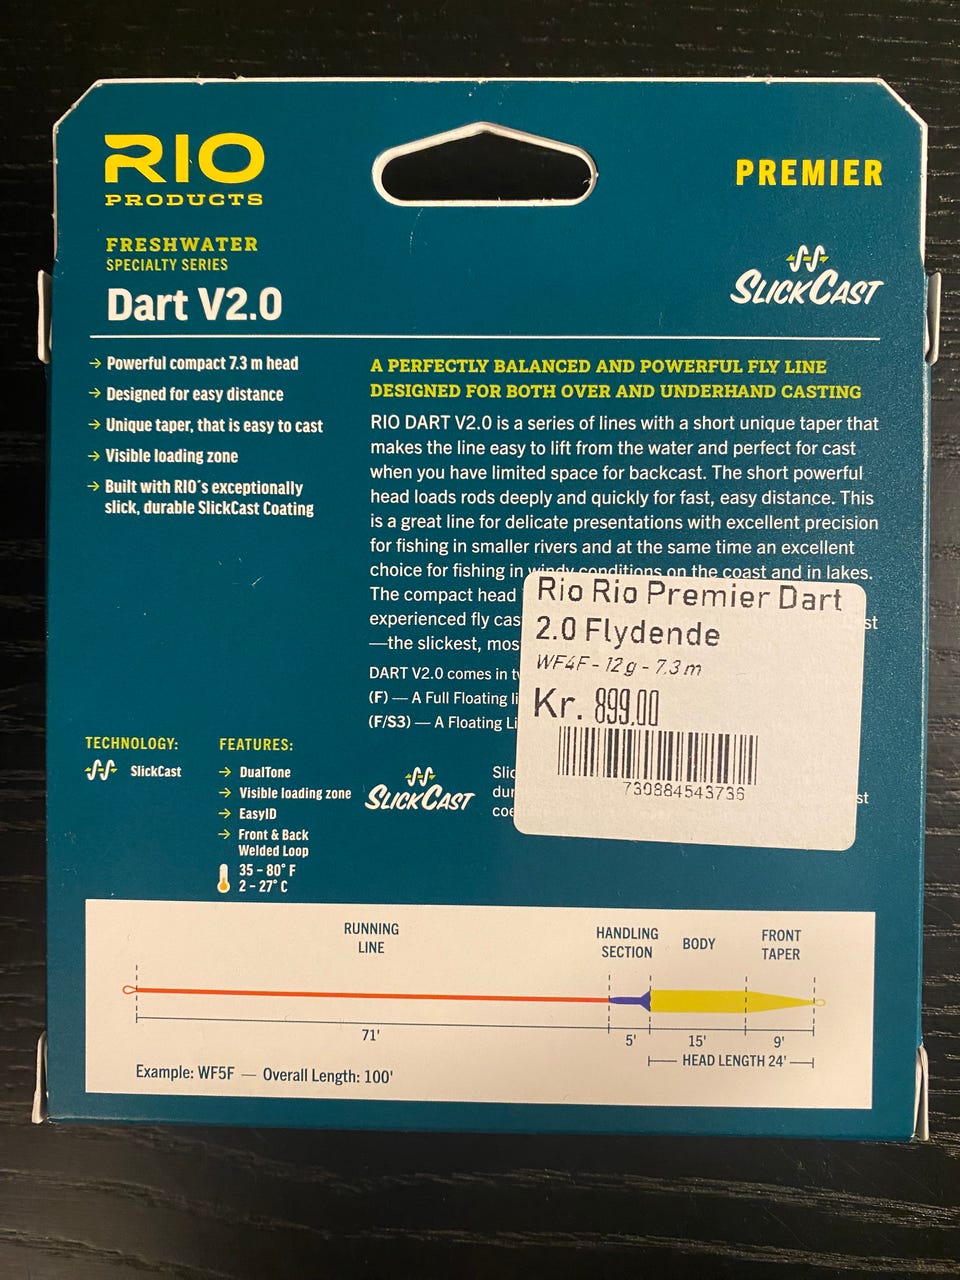 RIO
PRODUCTS
PREMIER
FRESHWATER
SPECIALTY SERIES
Dart V2.0
SLICKCAST
→ Powerful compact 7.3 m head
→ Designed for easy distance
→ Unique taper, that is easy to cast
→ Visible loading zone
→ Built with RIO´s exceptionally
slick, durable SlickCast Coating
A PERFECTLY BALANCED AND POWERFUL FLY LINE
DESIGNED FOR BOTH OVER AND UNDERHAND CASTING
RIO DART V2.0 is a series of lines with a short unique taper that
makes the line easy to lift from the water and perfect for cast
when you have limited space for backcast. The short powerful
head loads rods deeply and quickly for fast, easy distance. This
is a great line for delicate presentations with excellent precision
for fishing in smaller rivers and at the same time an excellent
choice for fishing in windy conditions on the coast and in lakes.
The compact head
experienced fly cas
st
—the slickest, mos
DART V2.0 comes in
(F) — A Full Floating li
(F/S3) — A Floating Li
Rio Rio Premier Dart
2.0 Flydende
WF4F - 12 g - 7.3 m
Kr. 899.00
730884543736
TECHNOLOGY:
SlickCast
FEATURES:
→ DualTone
→ Visible loading zone
→ EasyID
→ Front & Back
Welded Loop
35 – 80° F
2 – 27° C
SLICKCAST
Slic
dur
st
coe
RUNNING
LINE
HANDLING
SECTION
BODY
FRONT
TAPER
71'
5'
15'
9'
HEAD LENGTH 24'
Example: WF5F — Overall Length: 100'